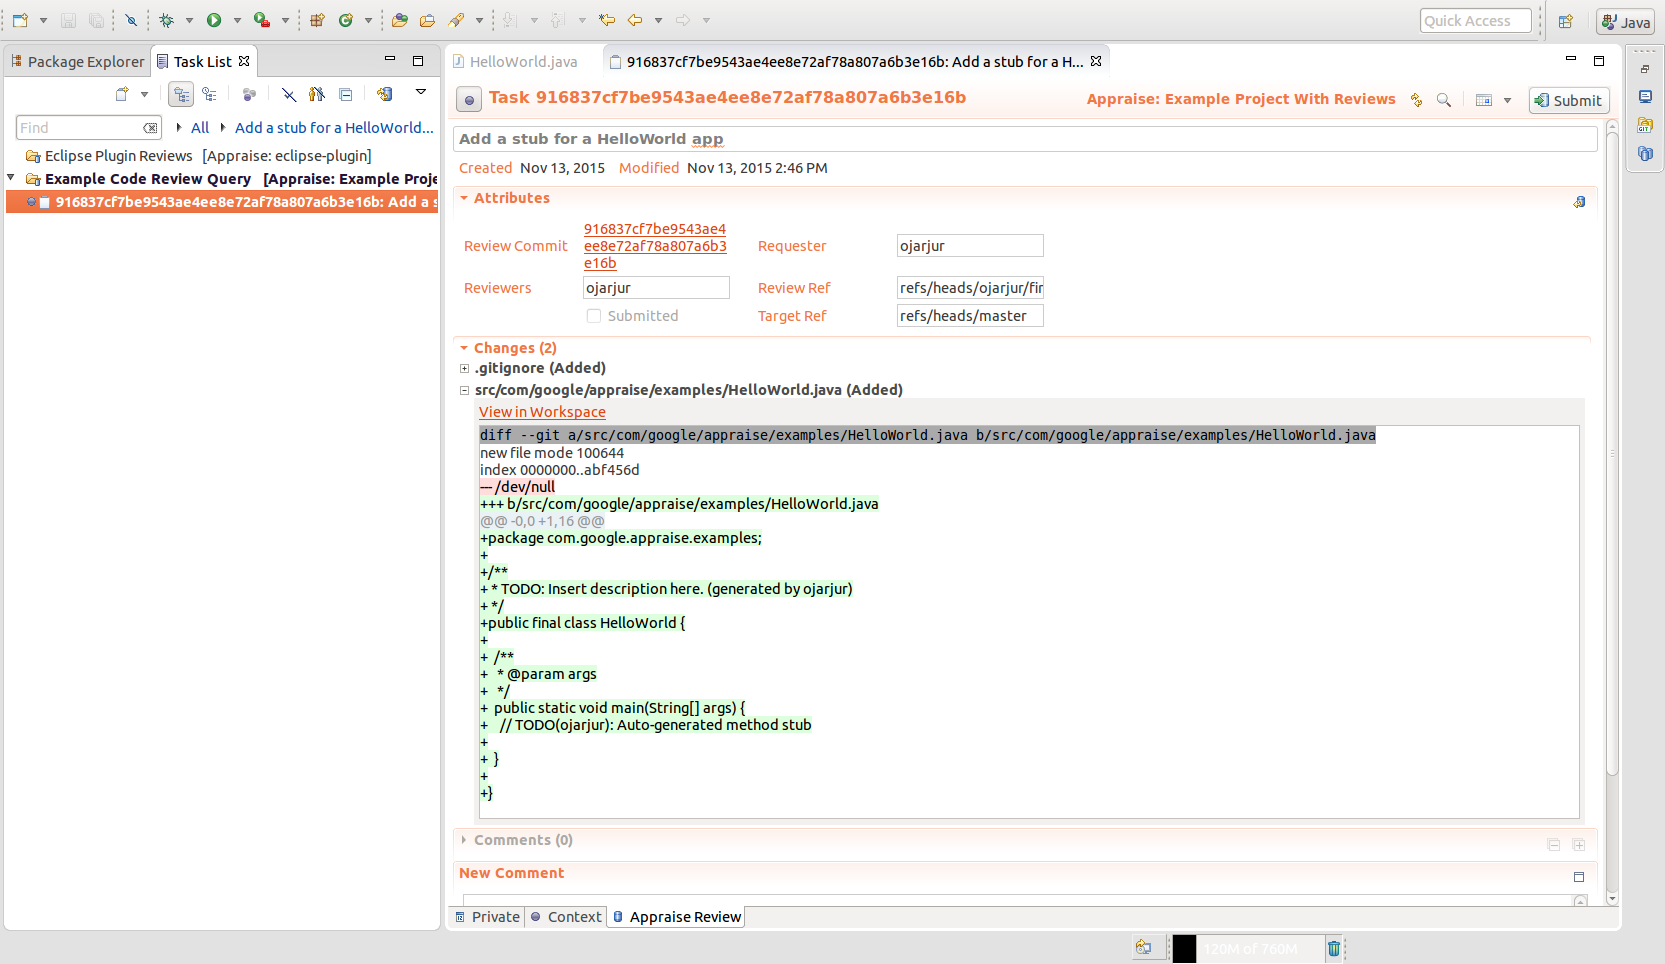 Quick Access
Java
Package Explorer
Task List
HelloWorld.java
916837cf7be9543ae4ee8e72af78a807a6b3e16b: Add a stub for a H...
Task 916837cf7be9543ae4ee8e72af78a807a6b3e16b
Appraise: Example Project With Reviews
Submit
Find
All
Add a stub for a HelloWorld...
Eclipse Plugin Reviews [Appraise: eclipse-plugin]
Example Code Review Query [Appraise: Example Proje
916837cf7be9543ae4ee8e72af78a807a6b3e16b: Add a s
Add a stub for a HelloWorld app
Created Nov 13, 2015 Modified Nov 13, 2015 2:46 PM
Attributes
Review Commit
916837cf7be9543ae4
ee8e72af78a807a6b3
e16b
Requester
ojarjur
Reviewers
ojarjur
Review Ref
refs/heads/ojarjur/fir
Submitted
Target Ref
refs/heads/master
Changes (2)
.gitignore (Added)
src/com/google/appraise/examples/HelloWorld.java (Added)
View in Workspace
diff --git a/src/com/google/appraise/examples/HelloWorld.java b/src/com/google/appraise/examples/HelloWorld.java
new file mode 100644
index 0000000..abf456d
--- /dev/null
+++ b/src/com/google/appraise/examples/HelloWorld.java
@@ -0,0 +1,16 @@
+package com.google.appraise.examples;
+
+/**
+ * TODO: Insert description here. (generated by ojarjur)
+ */
+public final class HelloWorld {
+
+ /**
+ * @param args
+ */
+ public static void main(String[] args) {
+ // TODO(ojarjur): Auto-generated method stub
+
+ }
+
+}
Comments (0)
New Comment
Private
Context
Appraise Review
120M of 760M